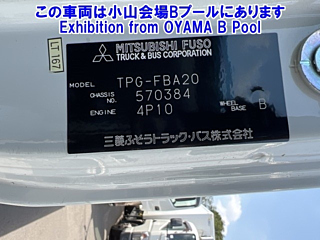 この車両は小山会場Bプールにあります
Exhibition from OYAMA B Pool
LT167
MITSUBISHI FUSO
TRUCK & BUS CORPORATION
MODEL TPG-FBA20
CHASSIS NO. 570384
ENGINE 4P10 WHEEL BASE B
三菱ふそうトラック・バス株式会社